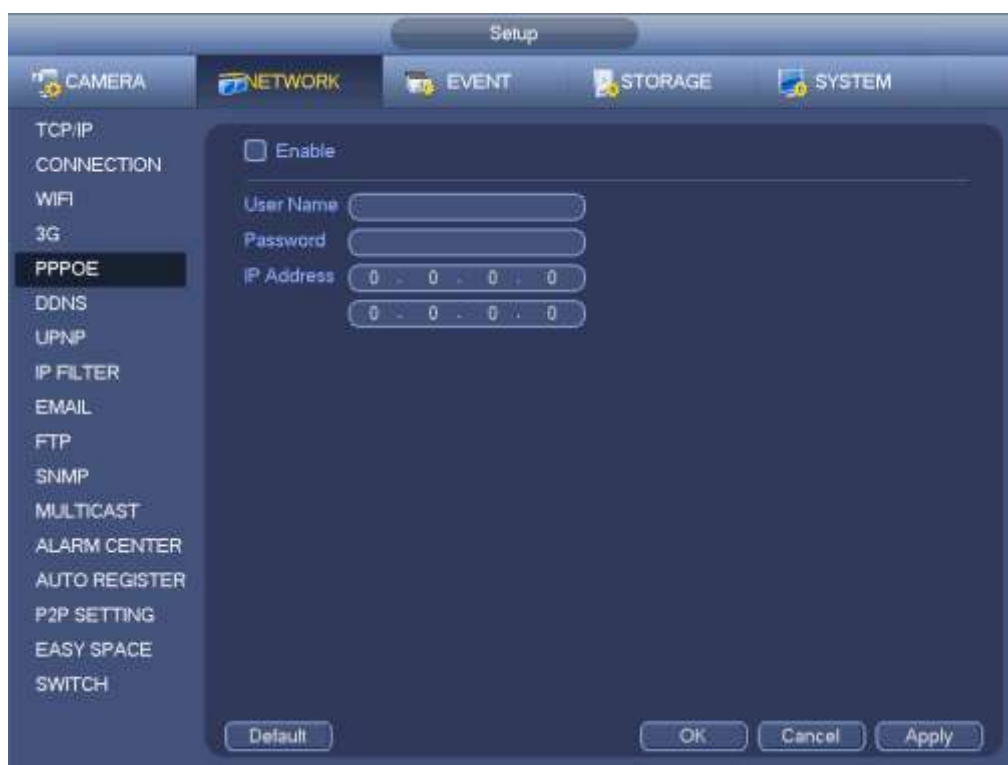 Setup
CAMERA NETWORK EVENT STORAGE SYSTEM
TCP/IP
CONNECTION
WIFI
3G
PPPOE
DDNS
UPNP
IP FILTER
EMAIL
FTP
SNMP
MULTICAST
ALARM CENTER
AUTO REGISTER
P2P SETTING
EASY SPACE
SWITCH
Enable
User Name
Password
IP Address 0 . 0 . 0 . 0
0 . 0 . 0 . 0
Default OK Cancel Apply